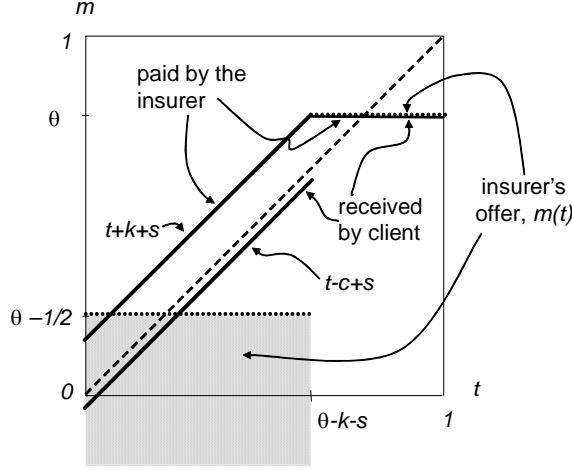 m
1
paid by the
insurer
θ
insurer's
offer, m(t)
received
by client
t+k+s
t-c+s
θ –1/2
0
t
θ-k-s
1